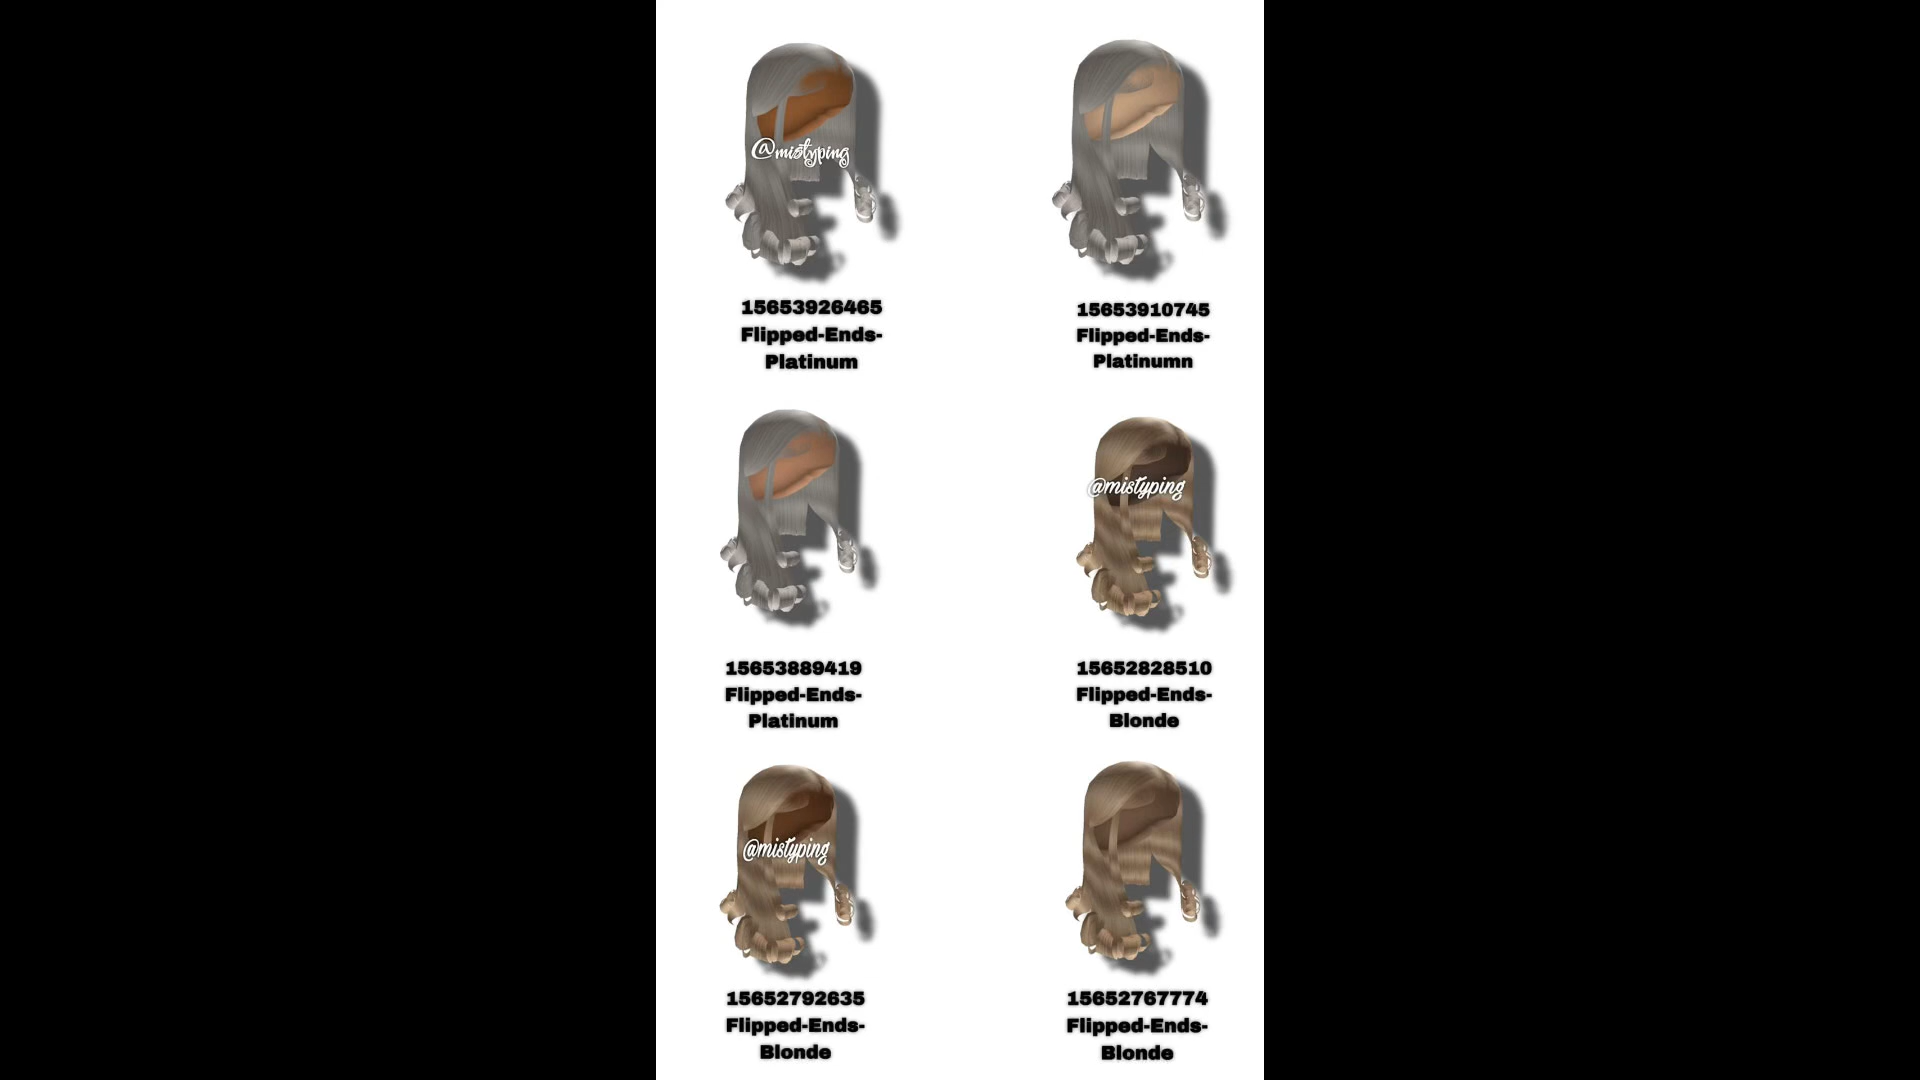 @mistyping
15653926465
Flipped-Ends-
Platinum
15653910745
Flipped-Ends-
Platinumn
15653889419
Flipped-Ends-
Platinum
@mistyping
15652828510
Flipped-Ends-
Blonde
@mistyping
15652792635
Flipped-Ends-
Blonde
15652767774
Flipped-Ends-
Blonde